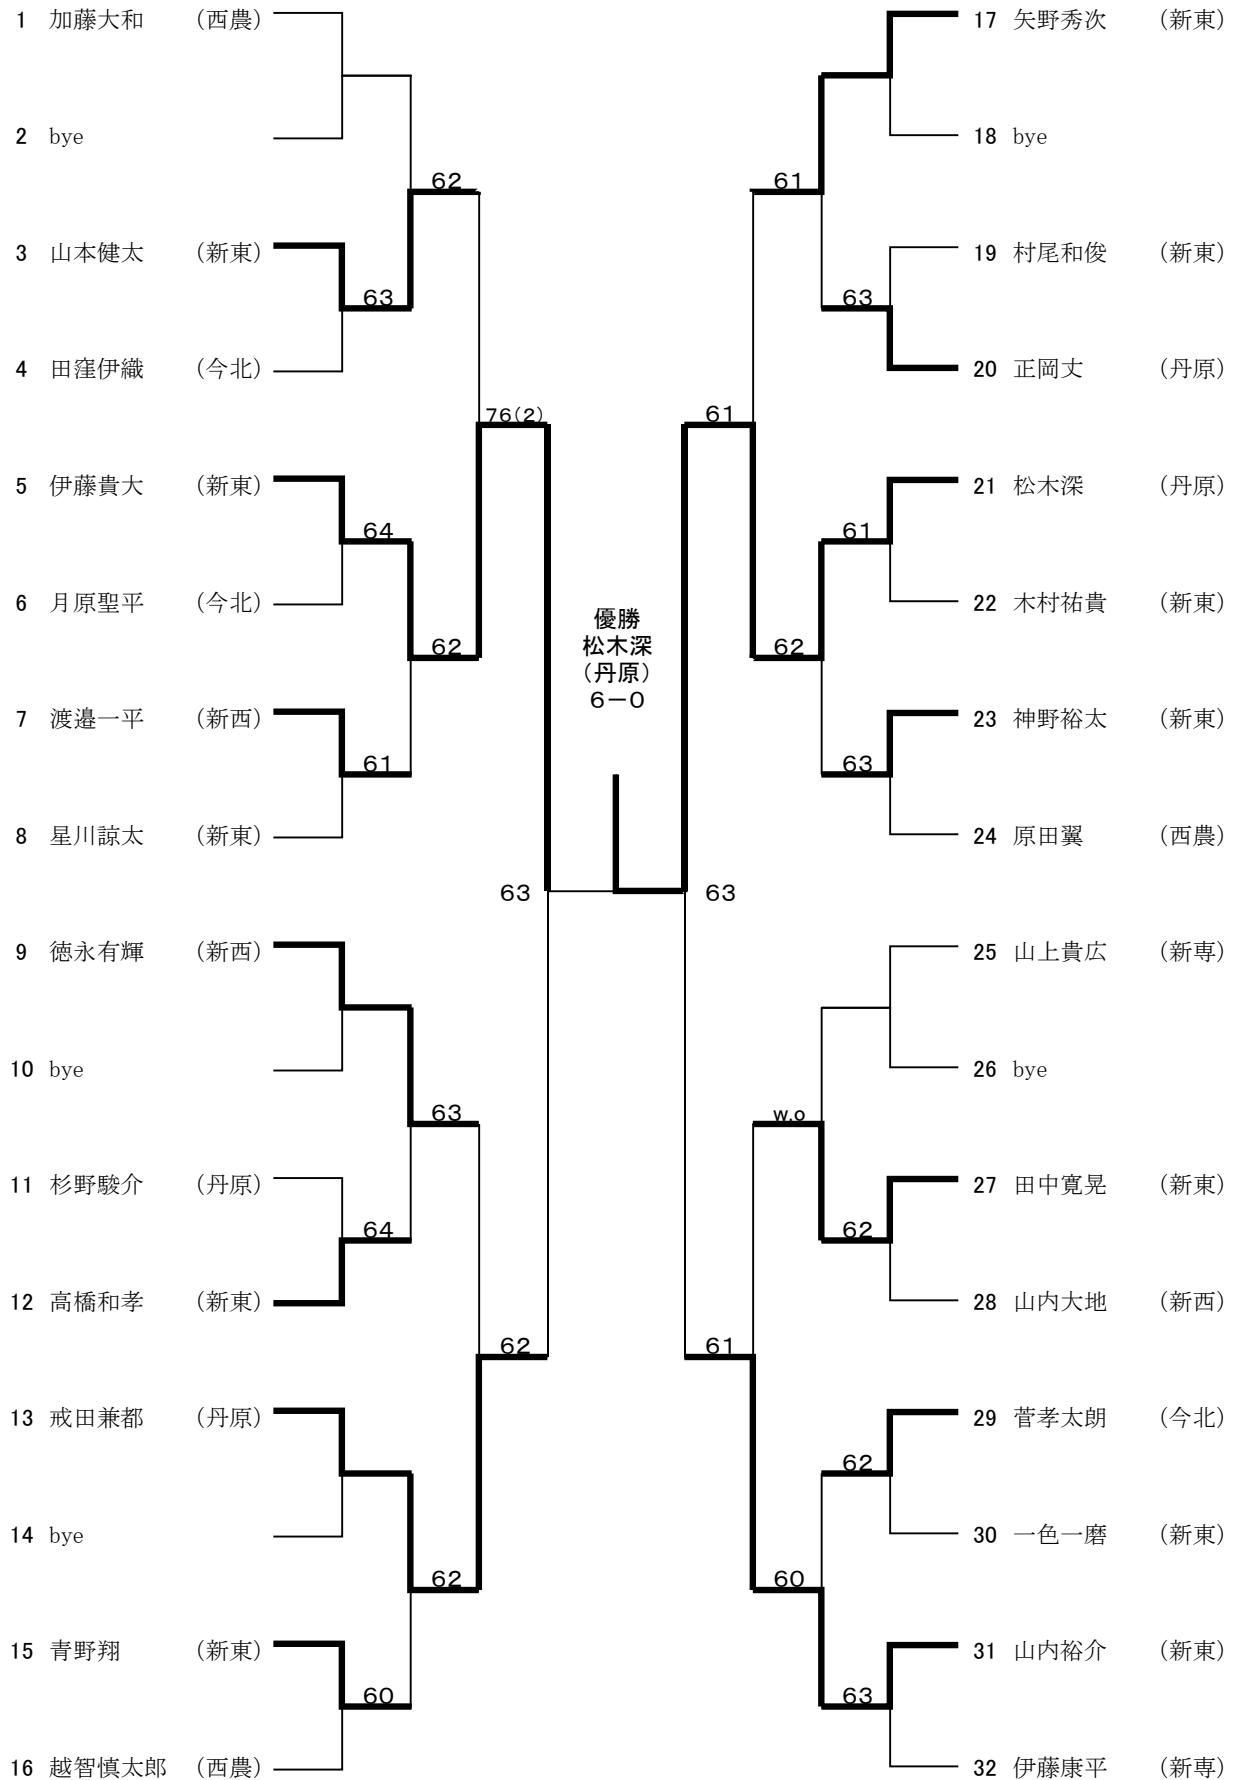 1 加藤大和 （西農）
2 bye
62
3 山本健太 （新東）
63
4 田窪伊織 （今北）
76(2)
5 伊藤貴大 （新東）
64
6 月原聖平 （今北）
62
7 渡邉一平 （新西）
61
8 星川諒太 （新東）
63
9 徳永有輝 （新西）
10 bye
63
11 杉野駿介 （丹原）
64
12 高橋和孝 （新東）
62
13 戒田兼都 （丹原）
14 bye
62
15 青野翔 （新東）
60
16 越智慎太郎 （西農）
優勝
松木深
（丹原）
6－0
17 矢野秀次 （新東）
18 bye
61
19 村尾和俊 （新東）
63
20 正岡丈 （丹原）
61
21 松木深 （丹原）
61
22 木村祐貴 （新東）
62
23 神野裕太 （新東）
63
24 原田翼 （西農）
63
25 山上貴広 （新専）
26 bye
w.o
27 田中寛晃 （新東）
62
28 山内大地 （新西）
61
29 菅孝太朗 （今北）
62
30 一色一磨 （新東）
60
31 山内裕介 （新東）
63
32 伊藤康平 （新専）